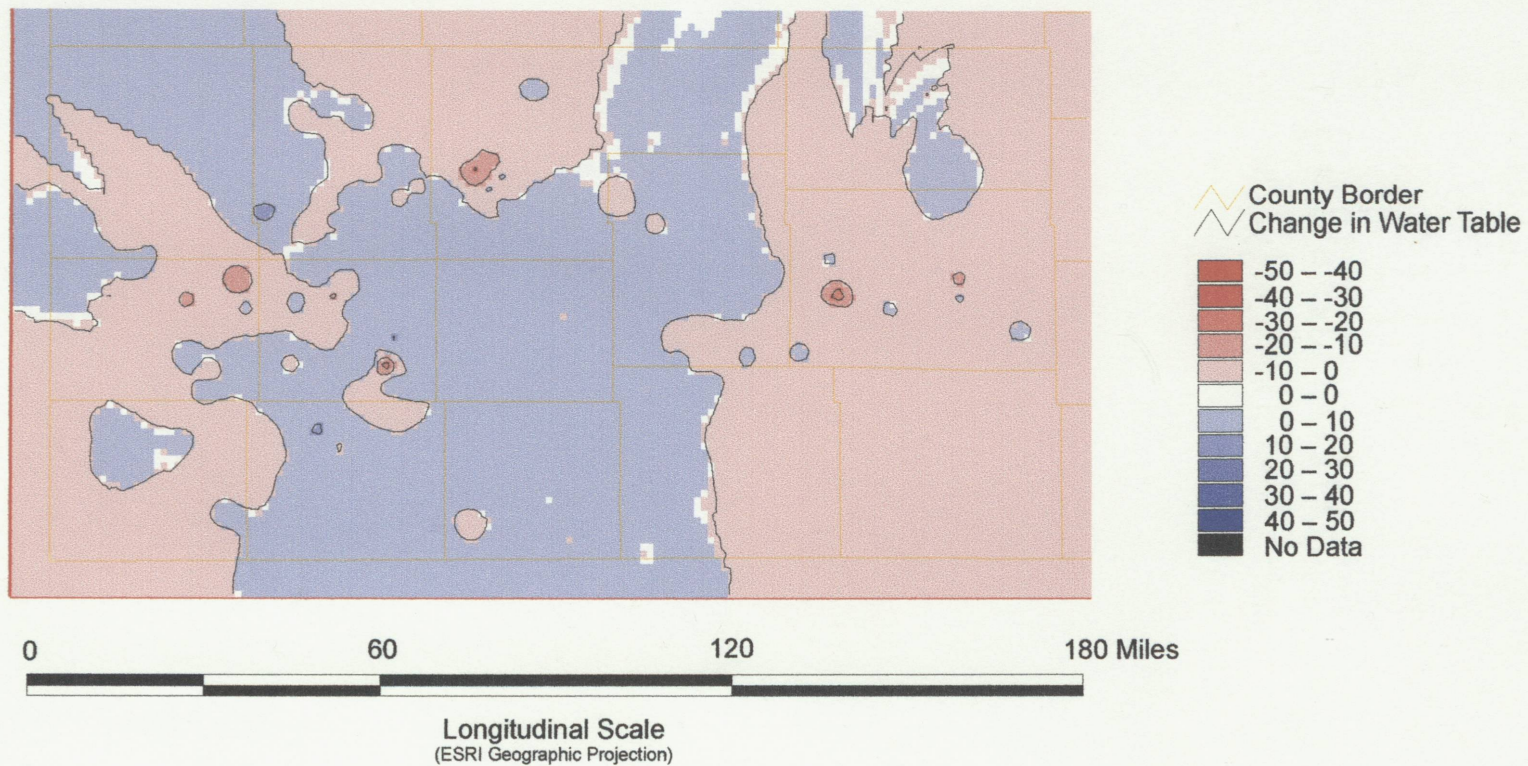 County Border
Change in Water Table
-50 – -40
-40 – -30
-30 – -20
-20 – -10
-10 – 0
0 – 0
0 – 10
10 – 20
20 – 30
30 – 40
40 – 50
No Data
0 60 120 180 Miles
Longitudinal Scale
(ESRI Geographic Projection)